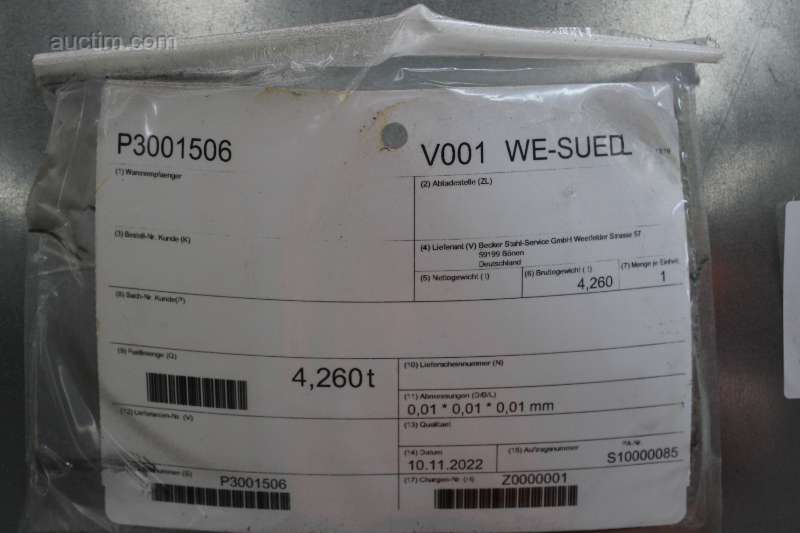 auctim.com
P3001506
V001 WE-SUEDL
(1) Warenempfaenger
(2) Abladestelle (ZL)
(3) Bestell-Nr. Kunde (K)
(4) Lieferant (V) Becker Stahl-Service GmbH Weetfelder Strasse 57
59199 Bönen
Deutschland
(5) Nettogewicht ( t)
(6) Bruttogewicht ( t)
(7) Menge je Einheit
4,260
1
(8) Sach-Nr. Kunde(P)
(9) Fuellmenge (Q)
4,260 t
(10) Lieferscheinnummer (N)
(11) Abmessungen (D/B/L)
0,01 * 0,01 * 0,01 mm
(12) Lieferanten-Nr. (V)
(13) Qualitaet
(14) Datum
10.11.2022
(15) Auftragsnummer
S10000085
P3001506
(17) Chargen-Nr. (H)
Z0000001